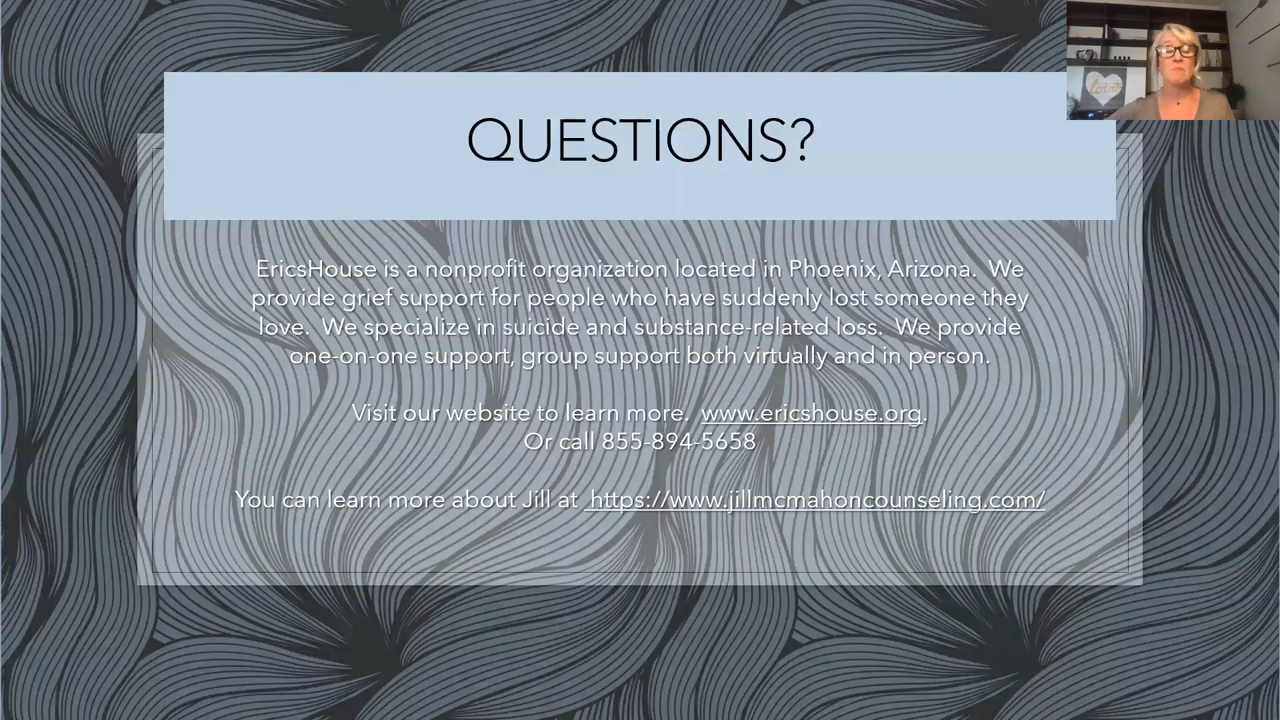 QUESTIONS?
EricsHouse is a nonprofit organization located in Phoenix, Arizona.  We
provide grief support for people who have suddenly lost someone they
love.  We specialize in suicide and substance-related loss.  We provide
one-on-one support, group support both virtually and in person.
Visit our website to learn more.  www.ericshouse.org.
Or call 855-894-5658
You can learn more about Jill at  https://www.jillmcmahoncounseling.com/
love